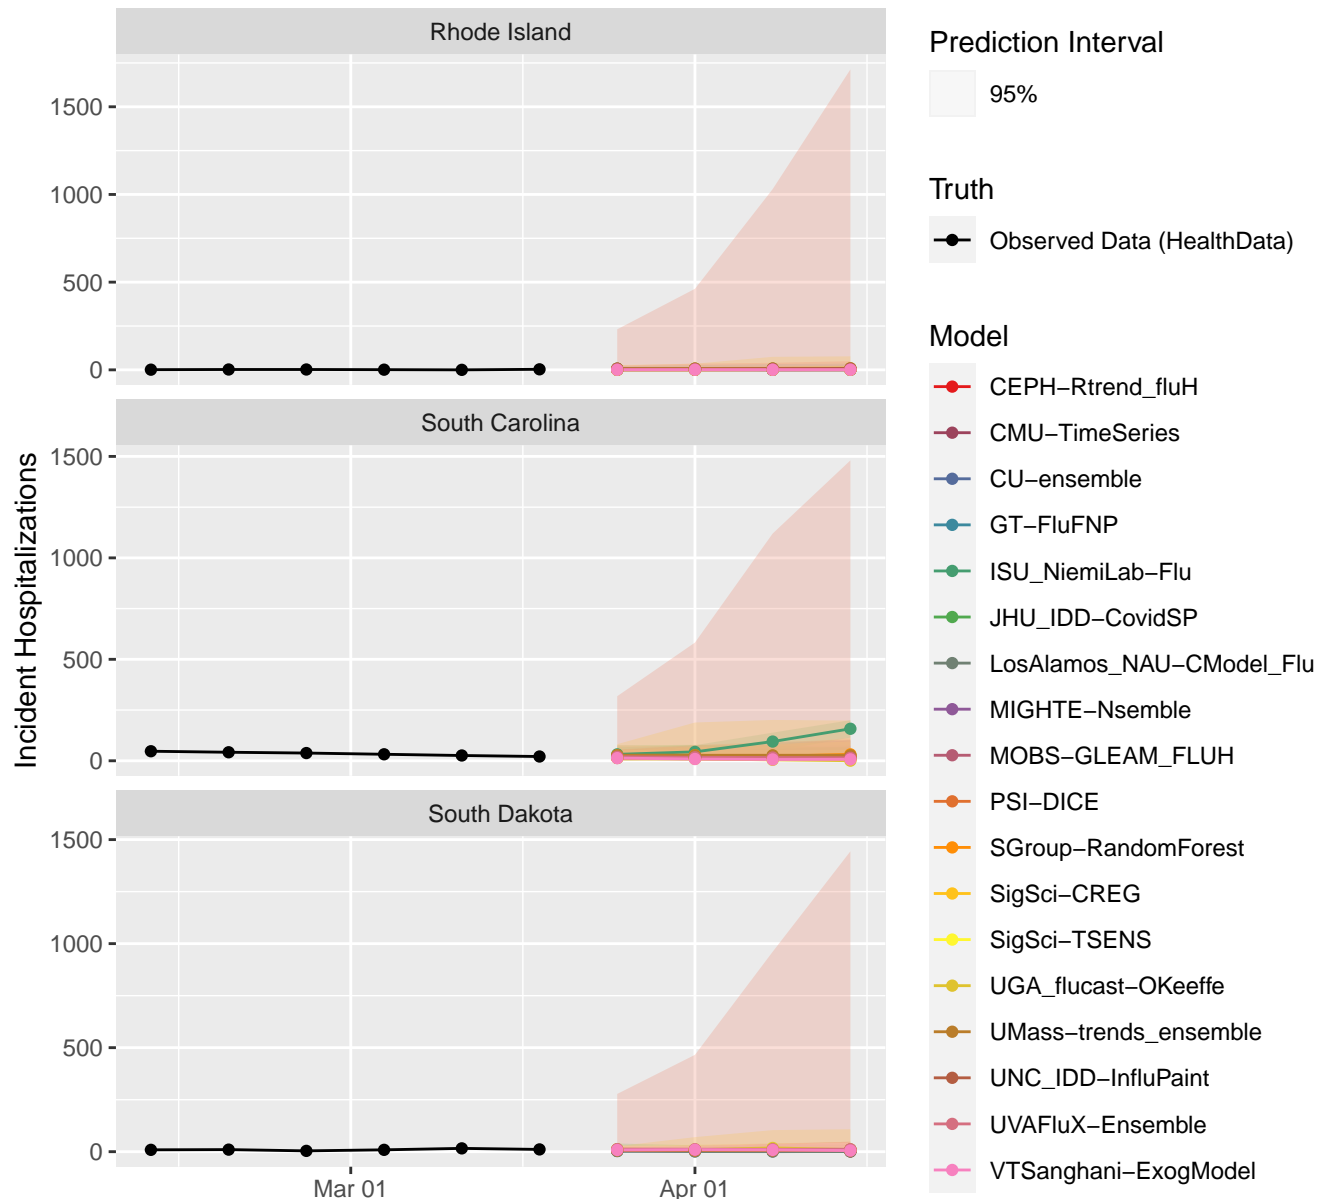 Rhode Island
1500
1000
500
0
South Carolina
1500
1000
500
0
South Dakota
1500
1000
500
0
Mar 01
Apr 01
Incident Hospitalizations
Prediction Interval
95%
Truth
Observed Data (HealthData)
Model
CEPH−Rtrend_fluH
CMU−TimeSeries
CU−ensemble
GT−FluFNP
ISU_NiemiLab−Flu
JHU_IDD−CovidSP
LosAlamos_NAU−CModel_Flu
MIGHTE−Nsemble
MOBS−GLEAM_FLUH
PSI−DICE
SGroup−RandomForest
SigSci−CREG
SigSci−TSENS
UGA_flucast−OKeeffe
UMass−trends_ensemble
UNC_IDD−InfluPaint
UVAFluX−Ensemble
VTSanghani−ExogModel